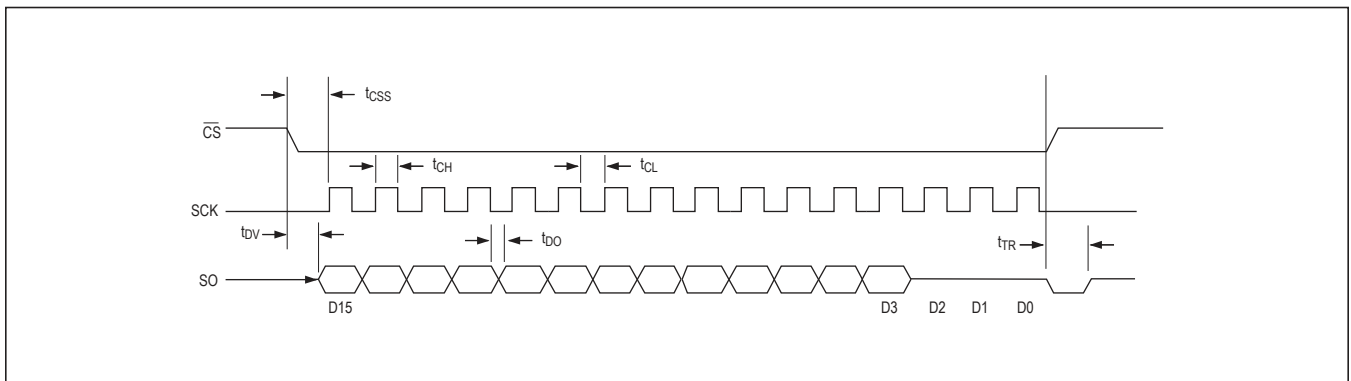 tCSS
CS
tCH
tCL
SCK
tDV
tDO
tTR
SO
D15
D3
D2
D1
D0